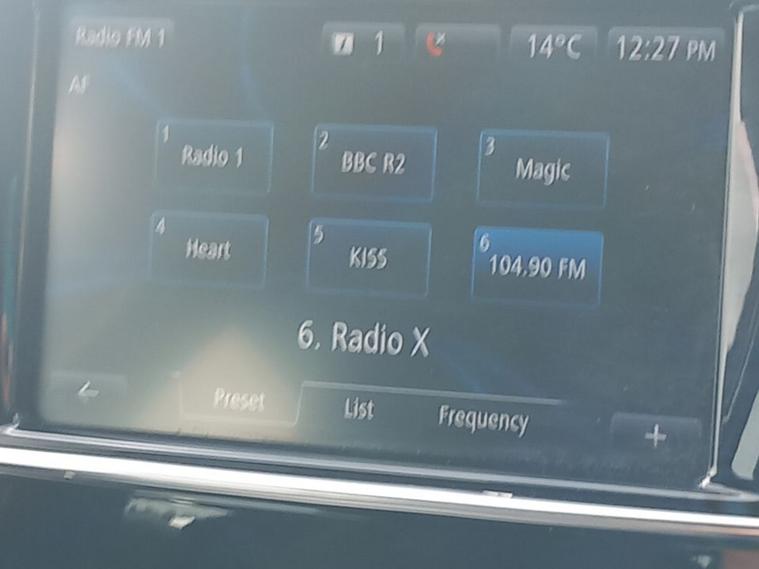 Radio FM 1 1 14°C 12:27 PM
AF
1 Radio 1 2 BBC R2 3 Magic
4 Heart 5 KISS 6 104.90 FM
6. Radio X
Preset List Frequency